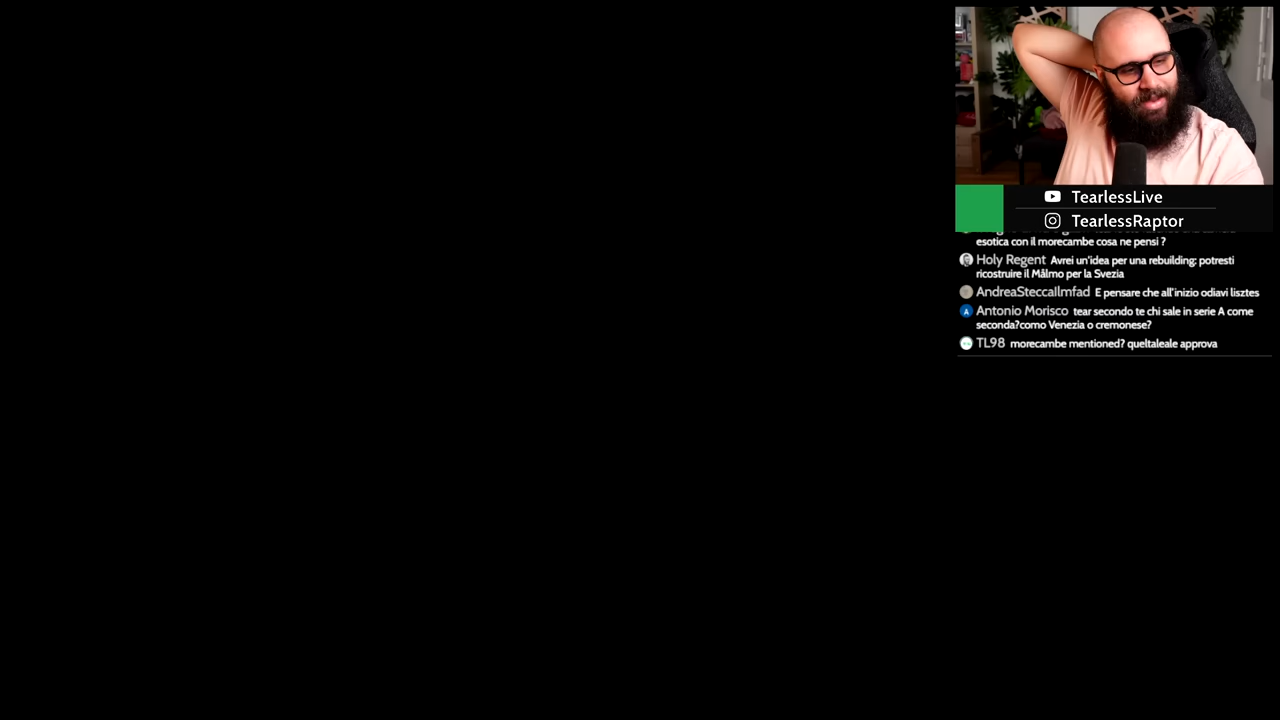 TearlessLive
TearlessRaptor
esotica con il morecambe cosa ne pensi ?
Holy Regent Avrei un'idea per una rebuilding: potresti
ricostruire il Målmo per la Svezia
AndreaSteccaIlmfad E pensare che all'inizio odiavi lisztes
Antonio Morisco tear secondo te chi sale in serie A come
seconda?como Venezia o cremonese?
TL98 morecambe mentioned? queltaleale approva